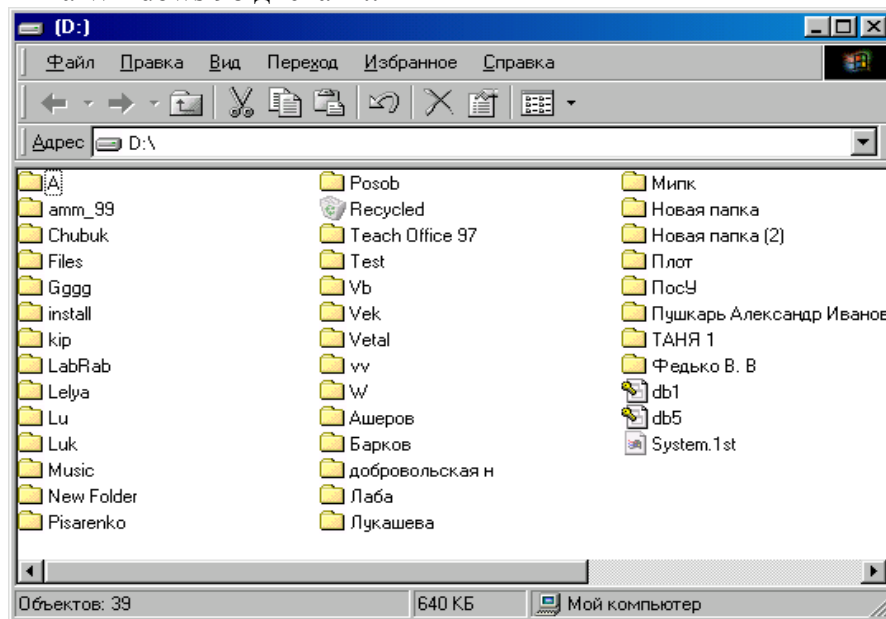 (D:)
Файл Правка Вид Переход Избранное Справка
Адрес D:\
A
amm_99
Chubuk
Files
Gggg
install
kip
LabRab
Lelya
Lu
Luk
Music
New Folder
Pisarenko
Posob
Recycled
Teach Office 97
Test
Vb
Vek
Vetal
vv
W
Ашеров
Барков
добровольская н
Лаба
Лукашева
Мипк
Новая папка
Новая папка (2)
Плот
ПосУ
Пушкарь Александр Иванов
ТАНЯ 1
Федько В. В
db1
db5
System.1st
Объектов: 39 640 КБ Мой компьютер